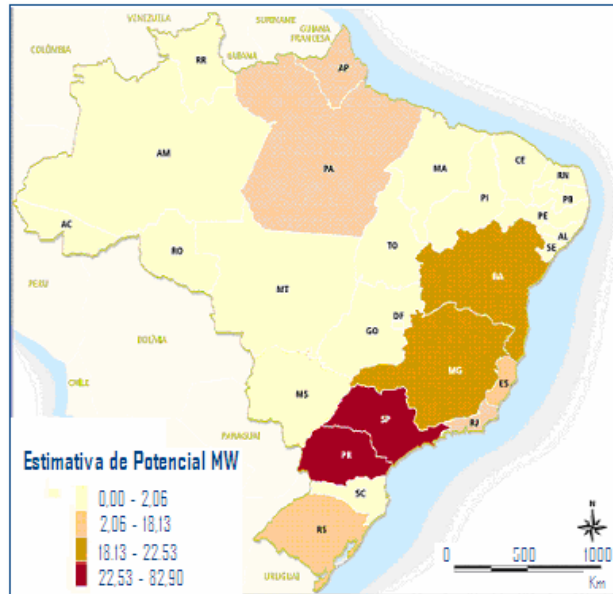 VENEZUELA
SURINAME
GUIANA
FRANCESA
COLÔMBIA
GUIANA
RR
AP
AM
PA
MA
CE
RN
PB
PI
PE
AL
SE
AC
RO
TO
BA
PERU
MT
DF
GO
BOLÍVIA
MG
ES
MS
CHILE
SP
RJ
PARAGUAI
PR
SC
RS
URUGUAI
Estimativa de Potencial MW
0,00 - 2,06
2,06 - 18,13
18.13 - 22.53
22,53 - 82,90
N
0 500 1000
Km